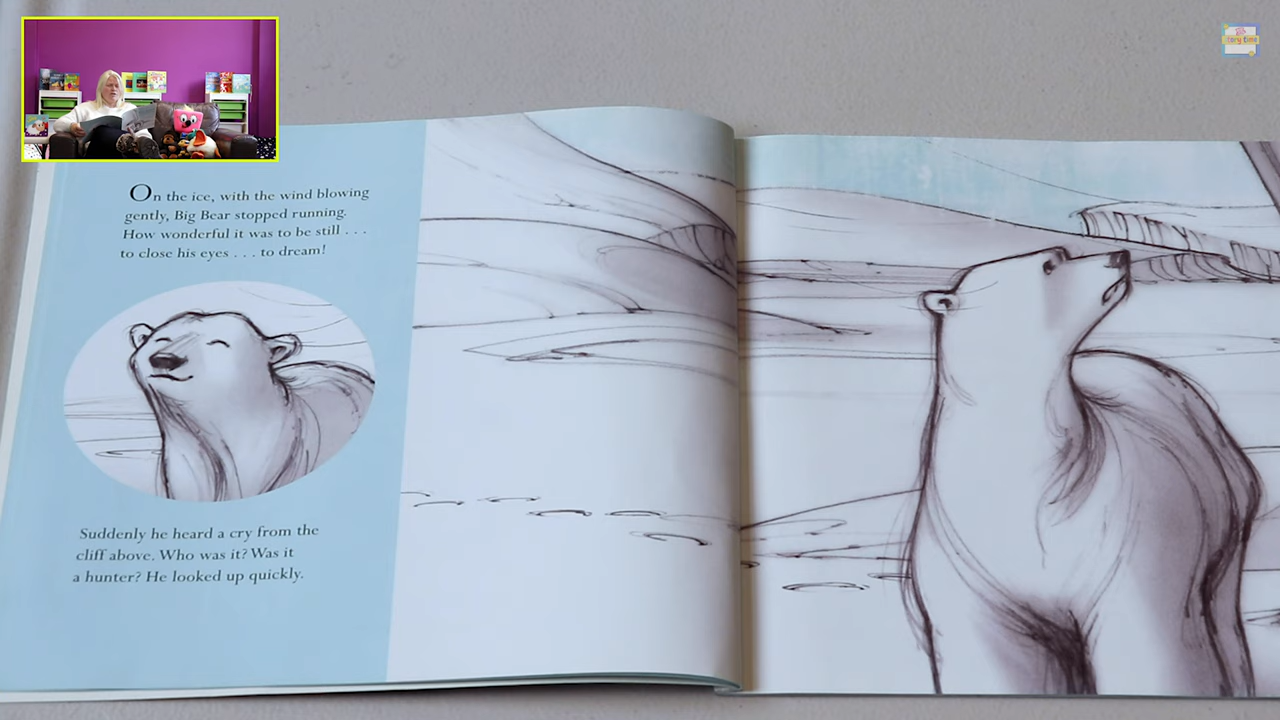 Story time
On the ice, with the wind blowing
gently, Big Bear stopped running.
How wonderful it was to be still . . .
to close his eyes . . . to dream!
Suddenly he heard a cry from the
cliff above. Who was it? Was it
a hunter? He looked up quickly.